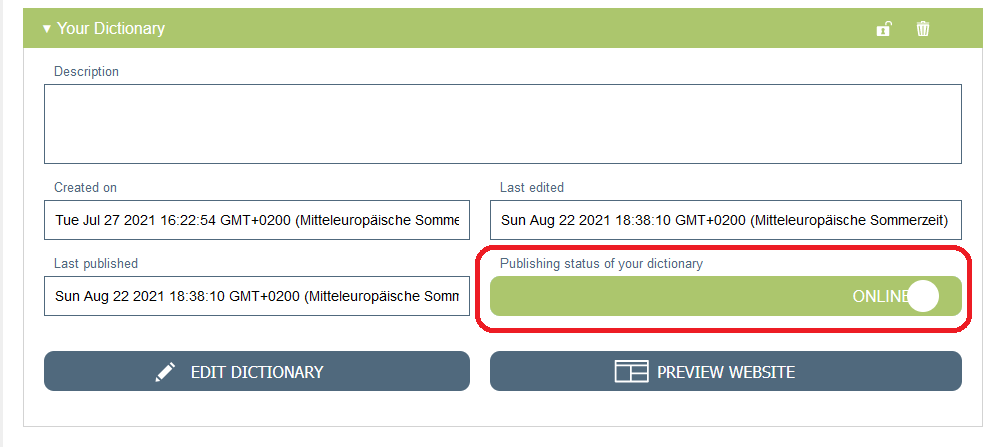 Your Dictionary
Description
Created on
Last edited
Tue Jul 27 2021 16:22:54 GMT+0200 (Mitteleuropäische Somme
Sun Aug 22 2021 18:38:10 GMT+0200 (Mitteleuropäische Sommerzeit)
Last published
Publishing status of your dictionary
Sun Aug 22 2021 18:38:10 GMT+0200 (Mitteleuropäische Somm
ONLINE
EDIT DICTIONARY
PREVIEW WEBSITE